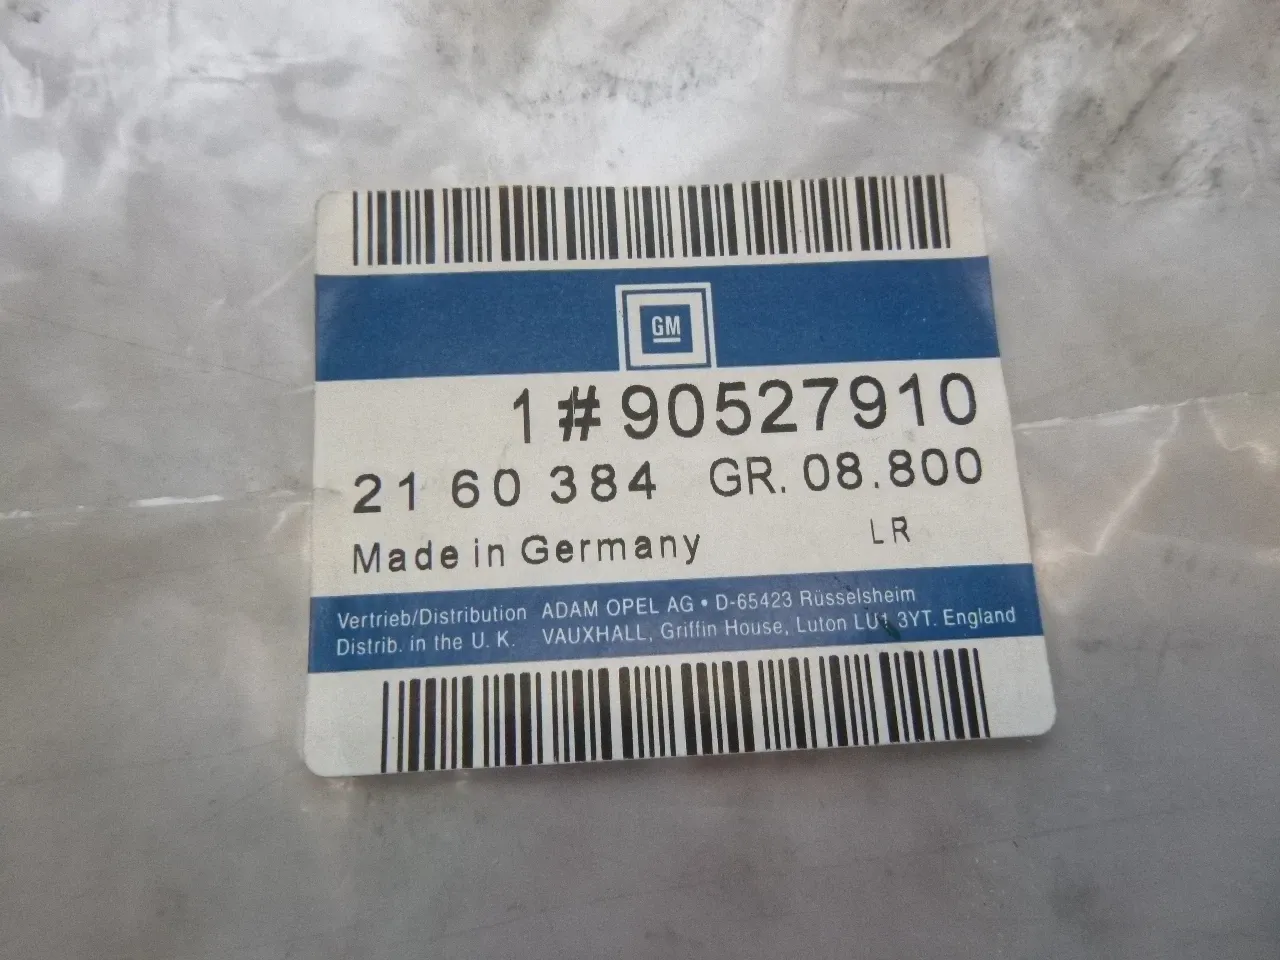 GM
1 # 90527910
21 60 384 GR. 08.800
Made in Germany LR
Vertrieb/Distribution ADAM OPEL AG • D-65423 Rüsselsheim
Distrib. in the U. K. VAUXHALL, Griffin House, Luton LU1 3YT. England